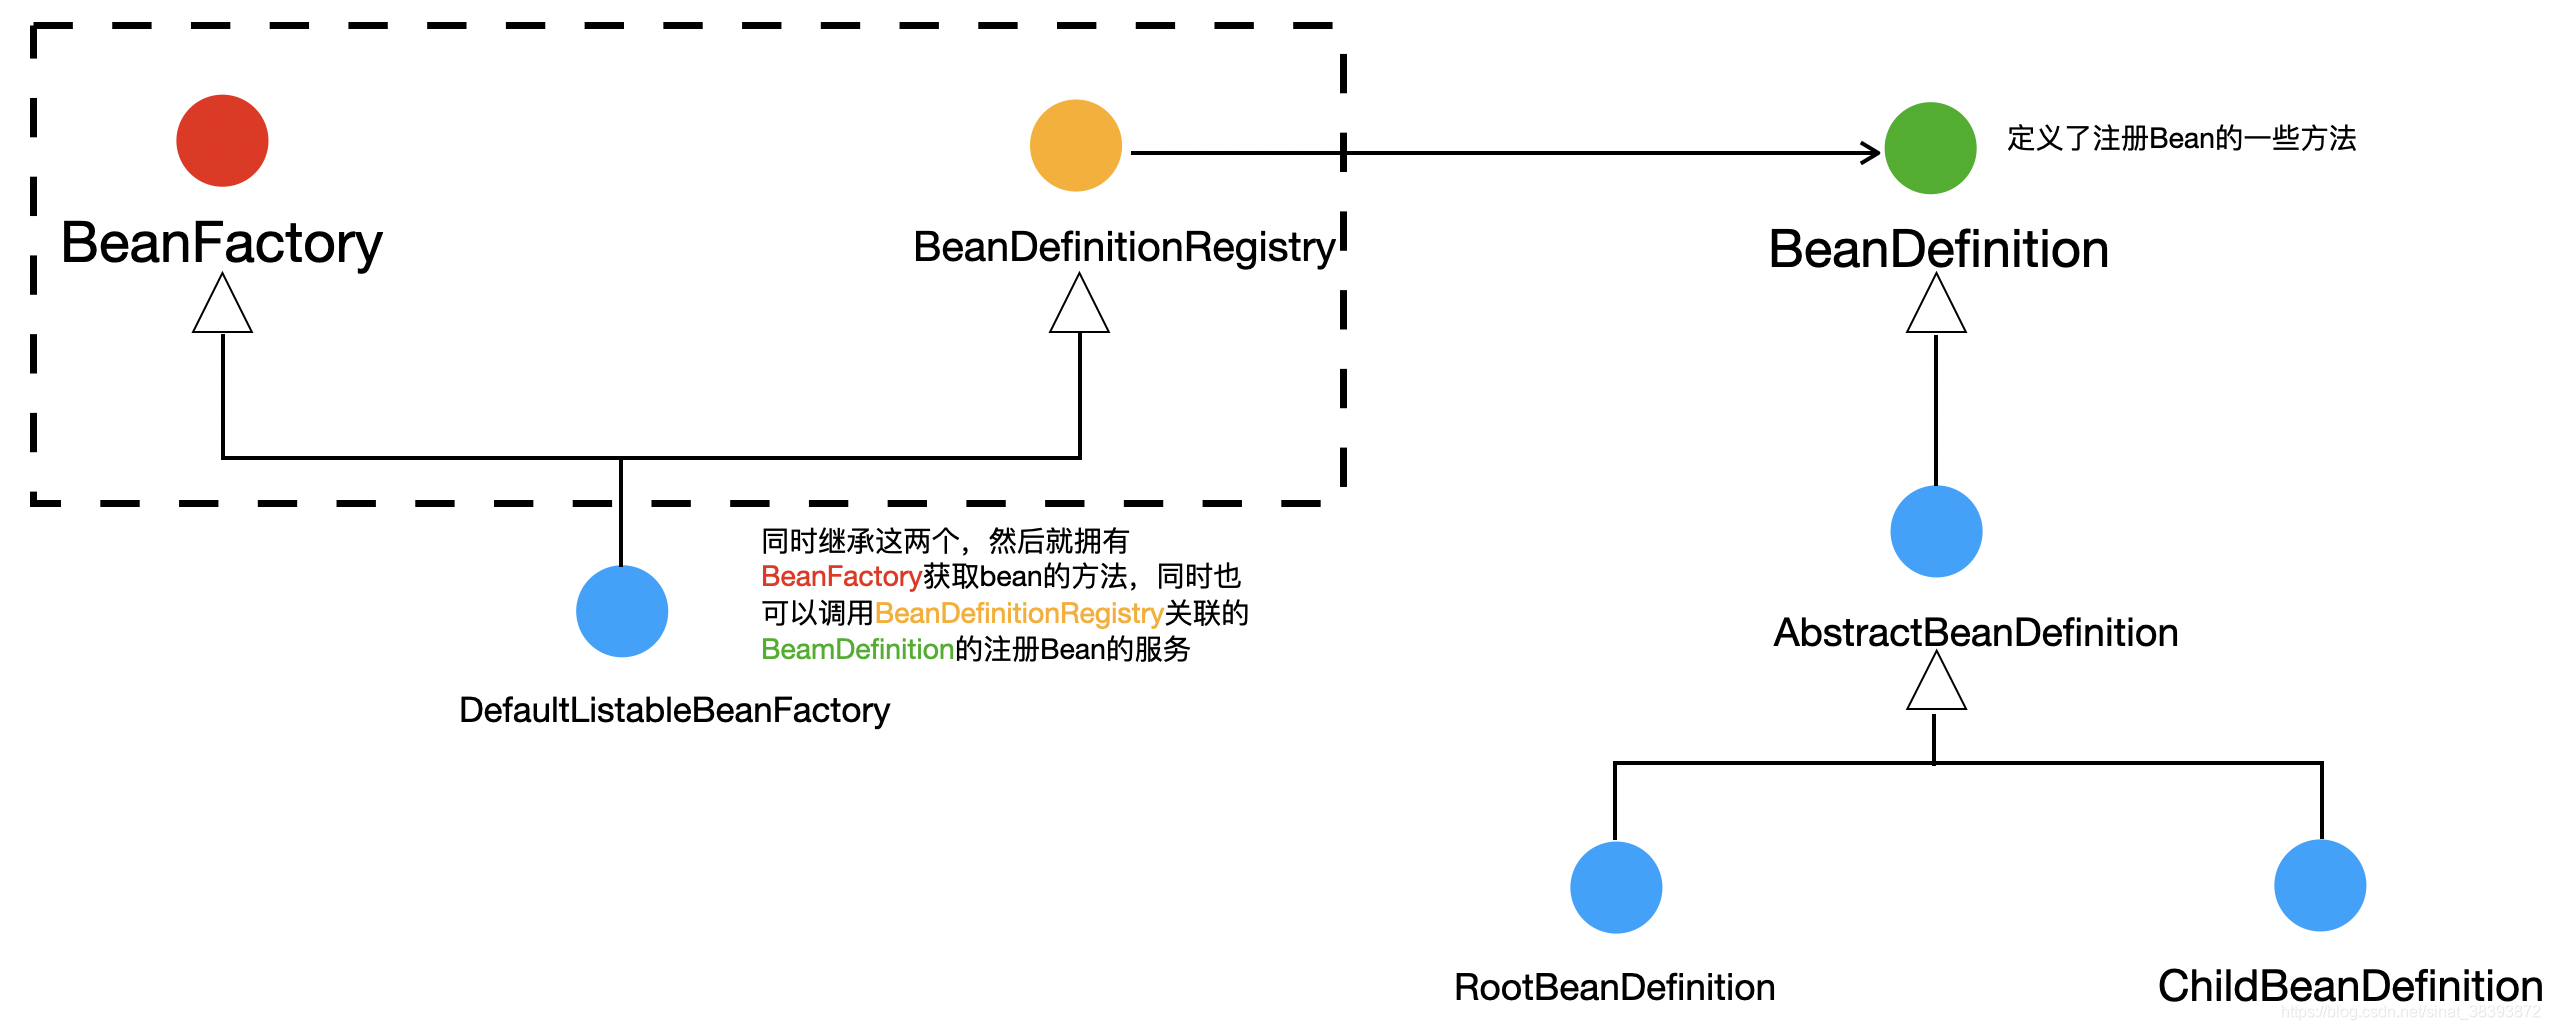 定义了注册Bean的一些方法
BeanFactory
BeanDefinitionRegistry
BeanDefinition
同时继承这两个，然后就拥有
BeanFactory获取bean的方法，同时也
可以调用BeanDefinitionRegistry关联的
BeamDefinition的注册Bean的服务
DefaultListableBeanFactory
AbstractBeanDefinition
RootBeanDefinition
ChildBeanDefinition
https://blog.csdn.net/sinat_38393872